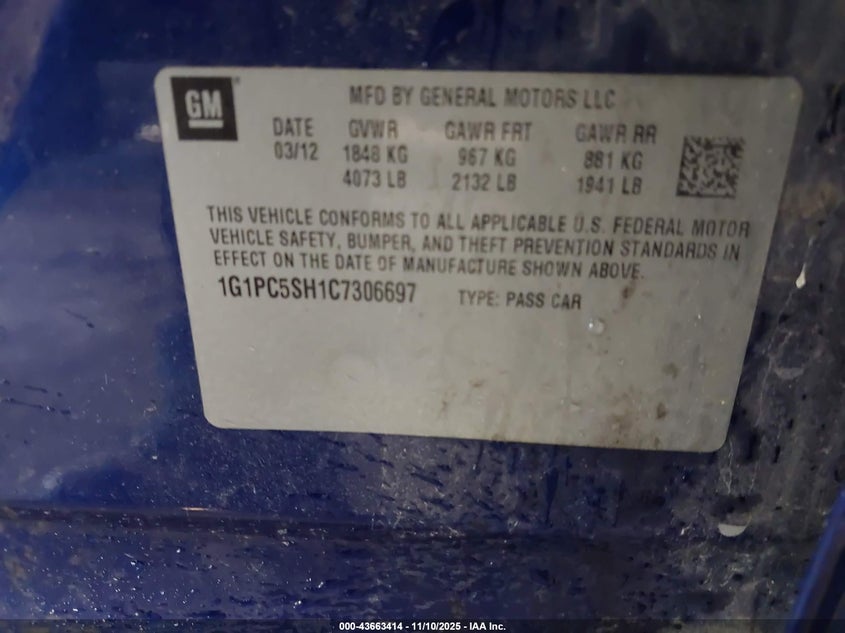 GM
MFD BY GENERAL MOTORS LLC
DATE GVWR GAWR FRT GAWR RR
03/12 1848 KG 967 KG 881 KG
4073 LB 2132 LB 1941 LB
THIS VEHICLE CONFORMS TO ALL APPLICABLE U.S. FEDERAL MOTOR
VEHICLE SAFETY, BUMPER, AND THEFT PREVENTION STANDARDS IN
EFFECT ON THE DATE OF MANUFACTURE SHOWN ABOVE.
1G1PC5SH1C7306697 TYPE: PASS CAR
000-43663414 — 11/10/2025 — IAA Inc.